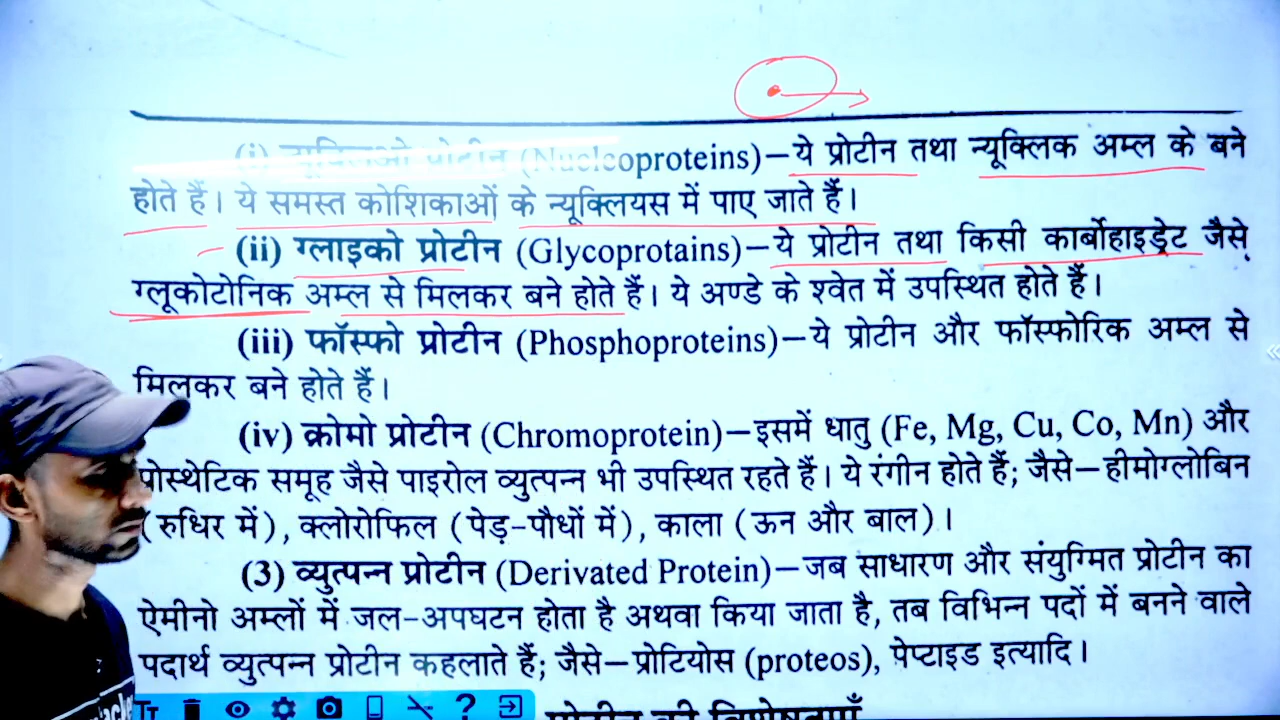 (i) न्यूक्लिओ प्रोटीन (Nucleoproteins)–ये प्रोटीन तथा न्यूक्लिक अम्ल के बने
होते हैं। ये समस्त कोशिकाओं के न्यूक्लियस में पाए जाते हैं।
(ii) ग्लाइको प्रोटीन (Glycoprotains)–ये प्रोटीन तथा किसी कार्बोहाइड्रेट जैसे
ग्लूकोटोनिक अम्ल से मिलकर बने होते हैं। ये अण्डे के श्वेत में उपस्थित होते हैं।
(iii) फॉस्फो प्रोटीन (Phosphoproteins)–ये प्रोटीन और फॉस्फोरिक अम्ल से
मिलकर बने होते हैं।
(iv) क्रोमो प्रोटीन (Chromoprotein)–इसमें धातु (Fe, Mg, Cu, Co, Mn) और
प्रोस्थेटिक समूह जैसे पाइरोल व्युत्पन्न भी उपस्थित रहते हैं। ये रंगीन होते हैं; जैसे–हीमोग्लोबिन
(रुधिर में), क्लोरोफिल (पेड़-पौधों में), काला (ऊन और बाल)।
(3) व्युत्पन्न प्रोटीन (Derivated Protein)–जब साधारण और संयुग्मित प्रोटीन का
ऐमीनो अम्लों में जल-अपघटन होता है अथवा किया जाता है, तब विभिन्न पदों में बनने वाले
पदार्थ व्युत्पन्न प्रोटीन कहलाते हैं; जैसे–प्रोटियोस (proteos), पेप्टाइड इत्यादि।
Tt ?
प्रोटीन की विशेषताएँ